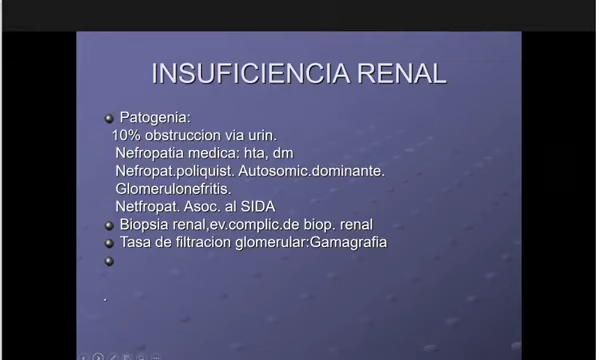 INSUFICIENCIA RENAL
Patogenia:
10% obstruccion via urin.
Nefropatia medica: hta, dm
Nefropat.poliquist. Autosomic.dominante.
Glomerulonefritis.
Netfropat. Asoc. al SIDA
Biopsia renal,ev.complic.de biop. renal
Tasa de filtracion glomerular:Gamagrafia
.